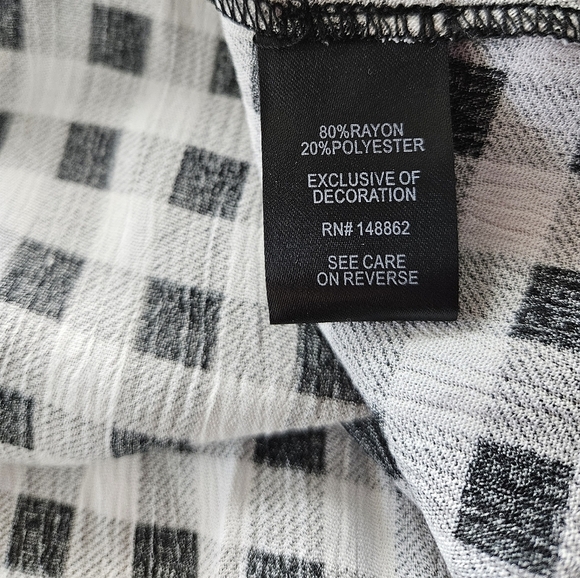 80%RAYON
20%POLYESTER
EXCLUSIVE OF
DECORATION
RN# 148862
SEE CARE
ON REVERSE